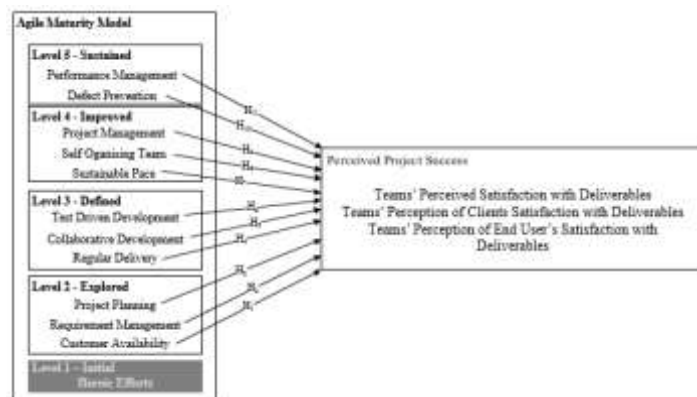 Agile Maturity Model
Level 5 - Sustained
Performance Management
Defect Prevention
Level 4 - Improved
Project Management
Self Organising Team
Sustainable Pace
Level 3 - Defined
Test Driven Development
Collaborative Development
Regular Delivery
Level 2 - Explored
Project Planning
Requirement Management
Customer Availability
Level 1 - Initial
Heroic Efforts
Perceived Project Success
Teams' Perceived Satisfaction with Deliverables
Teams' Perception of Clients Satisfaction with Deliverables
Teams' Perception of End User's Satisfaction with
Deliverables